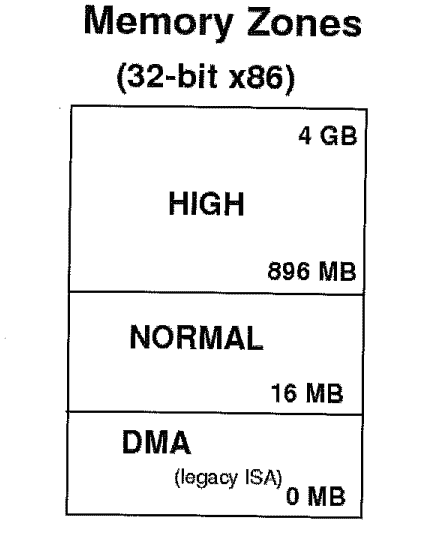 Memory Zones
(32-bit x86)
4 GB
HIGH
896 MB
NORMAL
16 MB
DMA
(legacy ISA)
0 MB